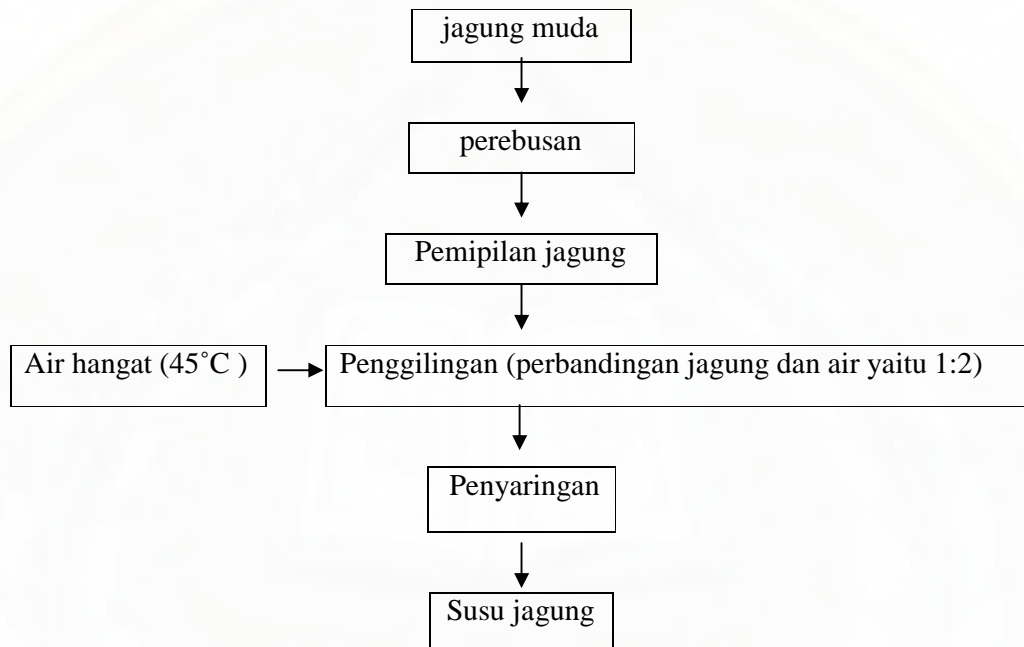 jagung muda
perebusan
Pemipilan jagung
Air hangat (45˚C )
Penggilingan (perbandingan jagung dan air yaitu 1:2)
Penyaringan
Susu jagung